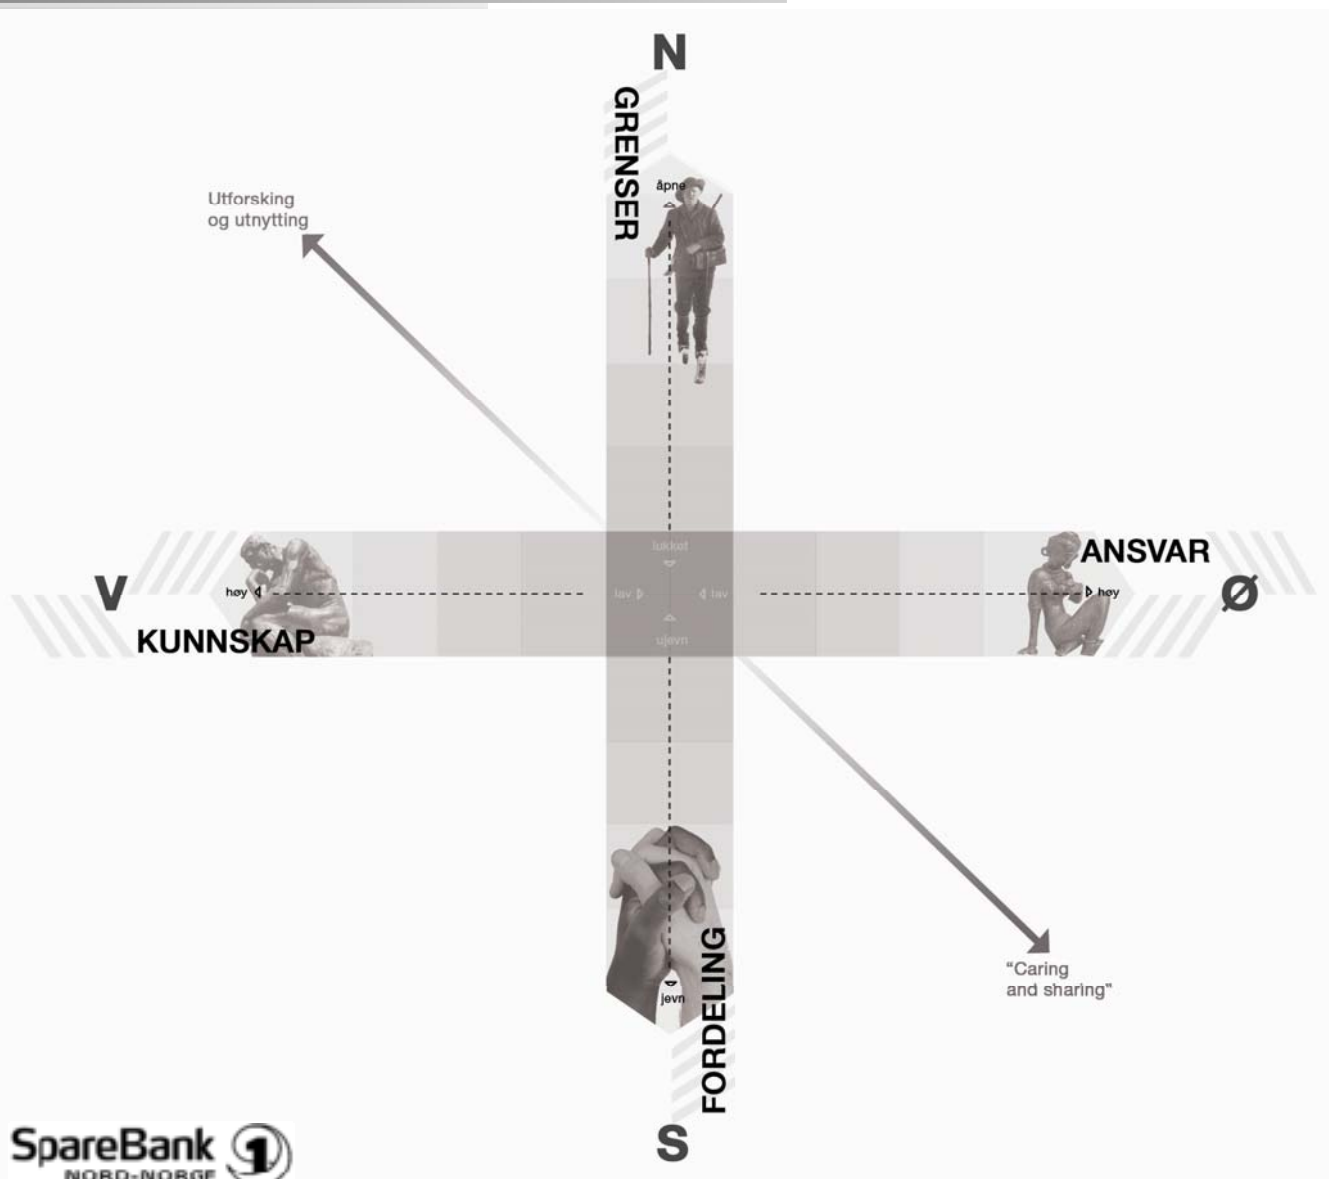 N
GRENSER
åpne
Utforsking
og utnytting
lukket
V
høy
lav
lav
høy
ANSVAR
Ø
KUNNSKAP
ujevn
"Caring
and sharing"
jevn
FORDELING
S
SpareBank 1
NORD-NORGE